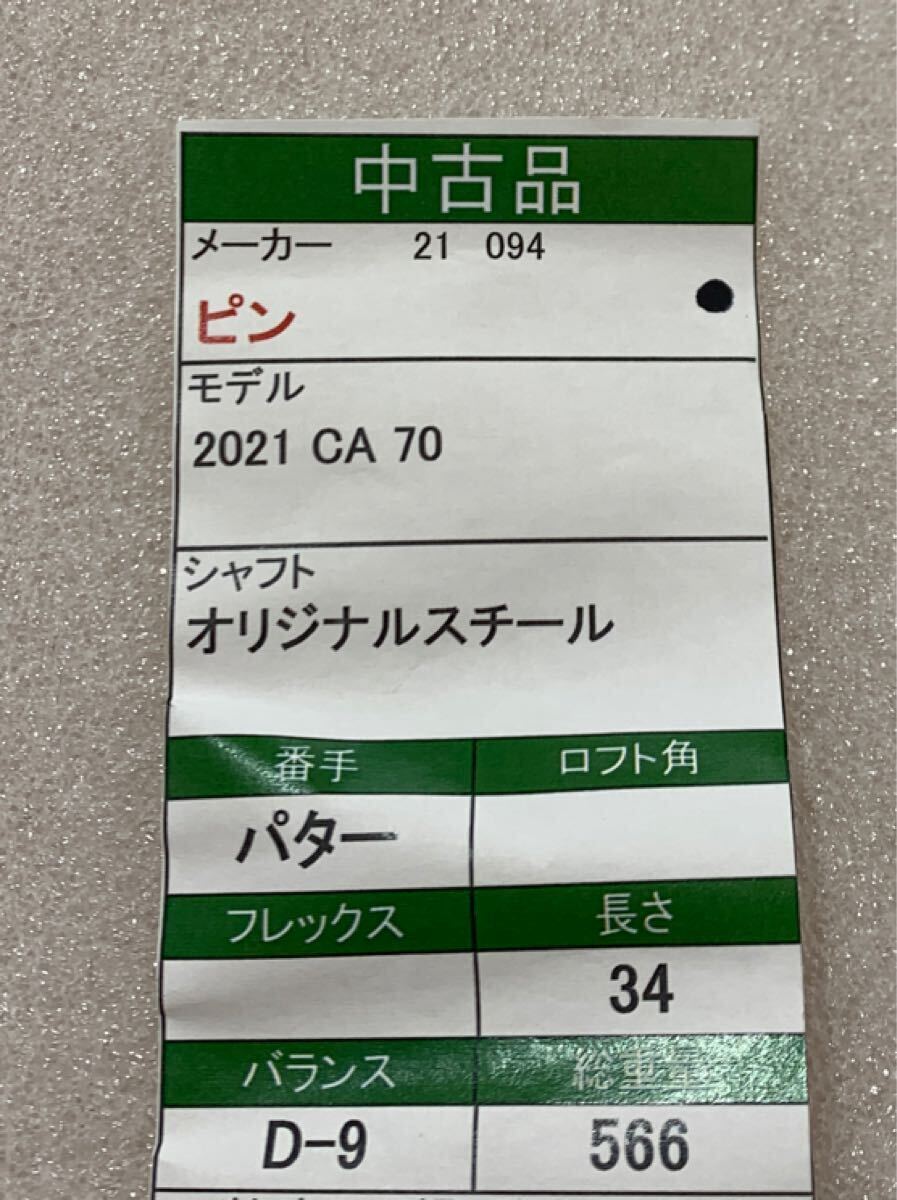 中古品
メーカー 21 094
ピン
モデル
2021 CA 70
シャフト
オリジナルスチール
番手 ロフト角
パター
フレックス 長さ
34
バランス 総重量
D-9 566